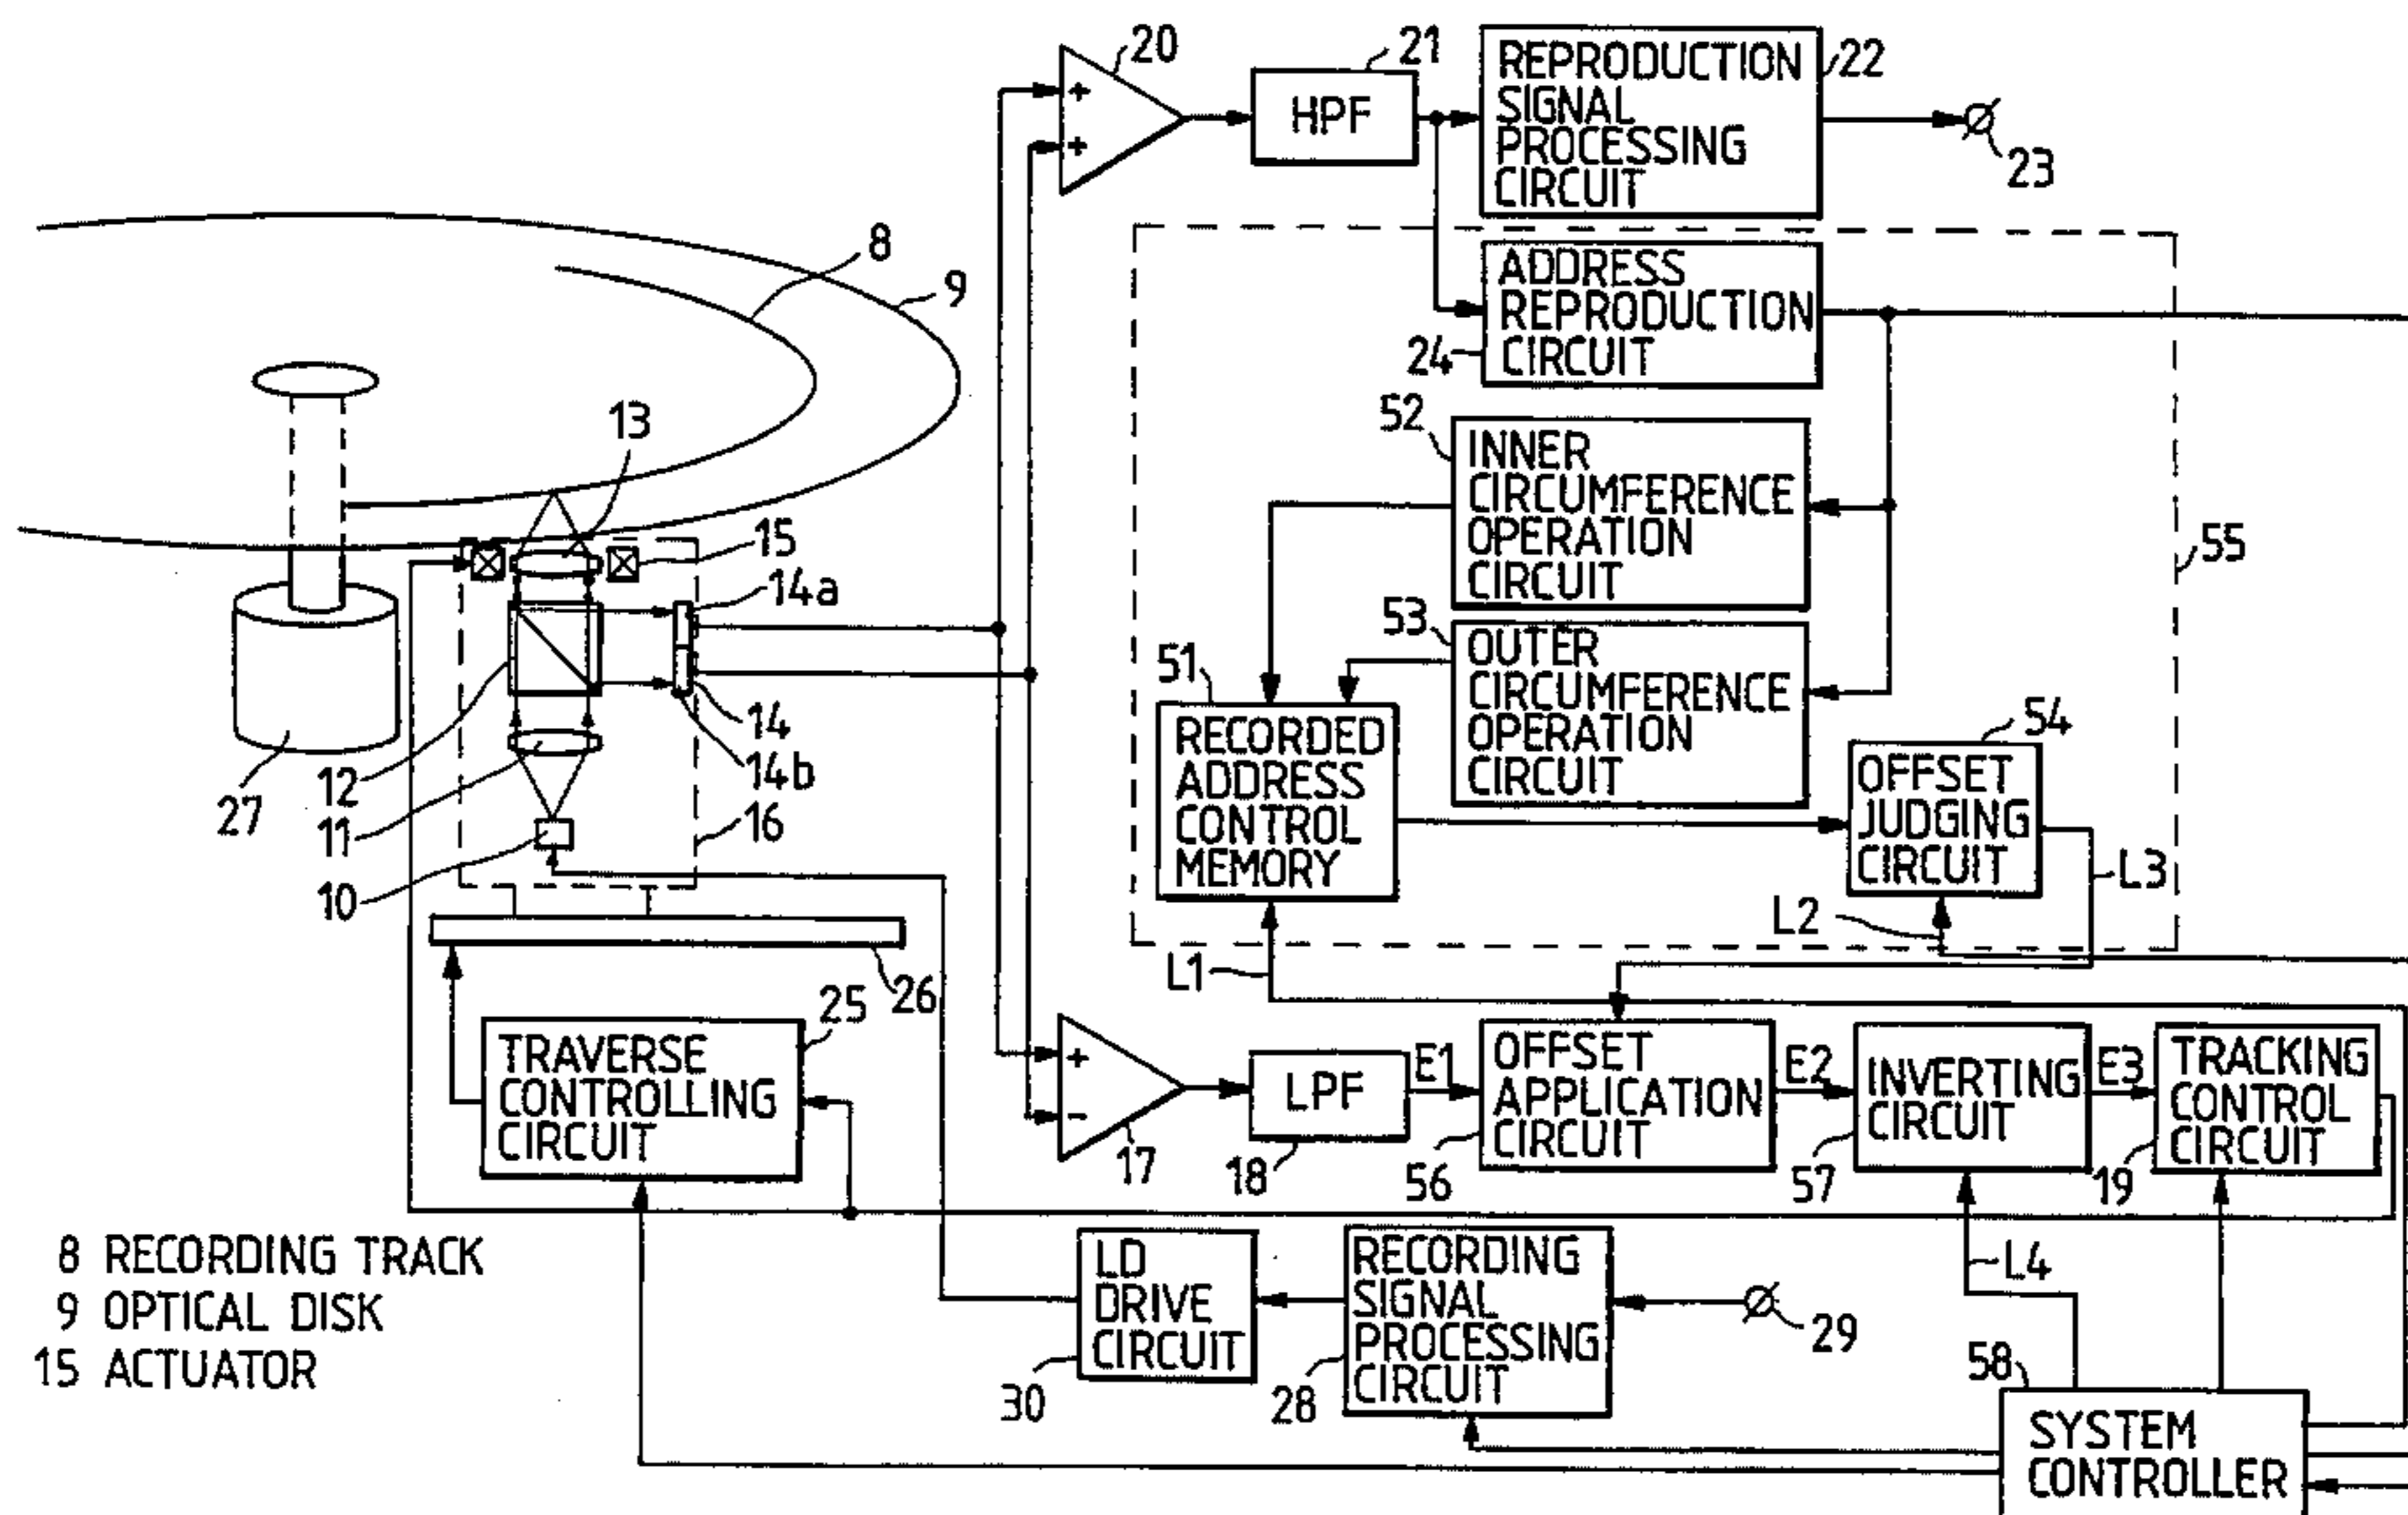 20
21
REPRODUCTION
SIGNAL
PROCESSING
CIRCUIT
22
+
+
HPF
23
8
9
ADDRESS
REPRODUCTION
CIRCUIT
24
13
52
INNER
CIRCUMFERENCE
OPERATION
CIRCUIT
55
15
14a
53
OUTER
CIRCUMFERENCE
OPERATION
CIRCUIT
51
RECORDED
ADDRESS
CONTROL
MEMORY
54
OFFSET
JUDGING
CIRCUIT
14
14b
12
27
11
16
10
L3
L2
L1
26
25
TRAVERSE
CONTROLLING
CIRCUIT
+
-
17
LPF
18
E1
OFFSET
APPLICATION
CIRCUIT
56
E2
INVERTING
CIRCUIT
57
E3
TRACKING
CONTROL
CIRCUIT
19
8 RECORDING TRACK
9 OPTICAL DISK
15 ACTUATOR
LD
DRIVE
CIRCUIT
30
RECORDING
SIGNAL
PROCESSING
CIRCUIT
28
29
L4
58
SYSTEM
CONTROLLER